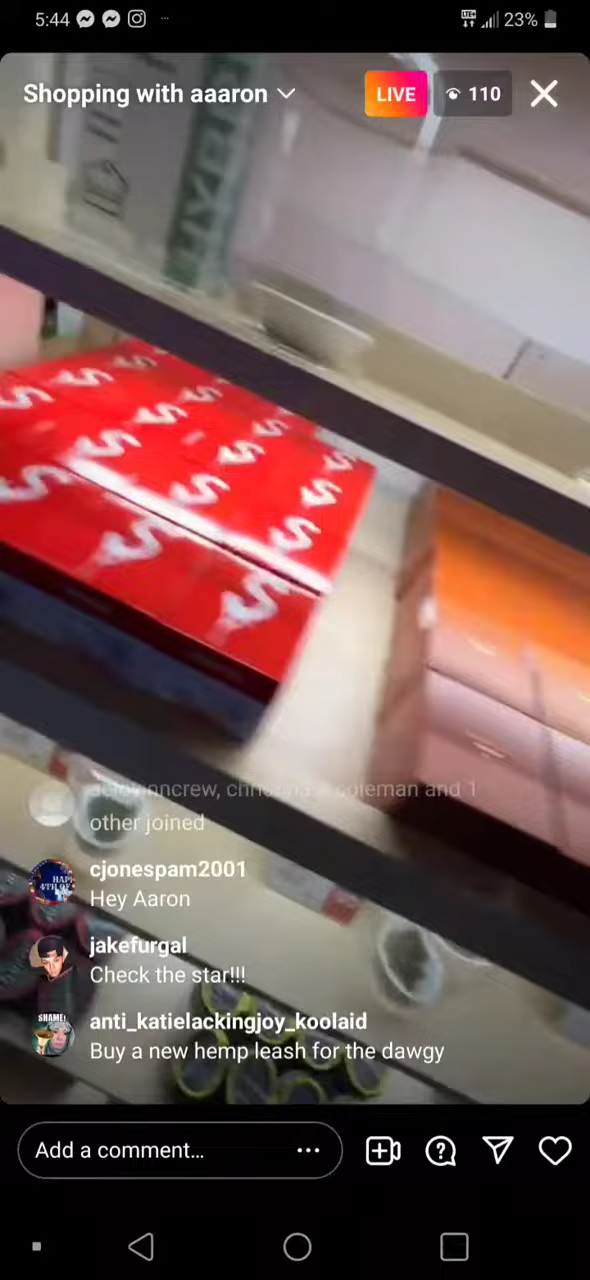 5:44
23%
Shopping with aaaron
LIVE
110
other joined
cjonespam2001
Hey Aaron
jakefurgal
Check the star!!!
SHAME!
anti_katielackingjoy_koolaid
Buy a new hemp leash for the dawgy
Add a comment...